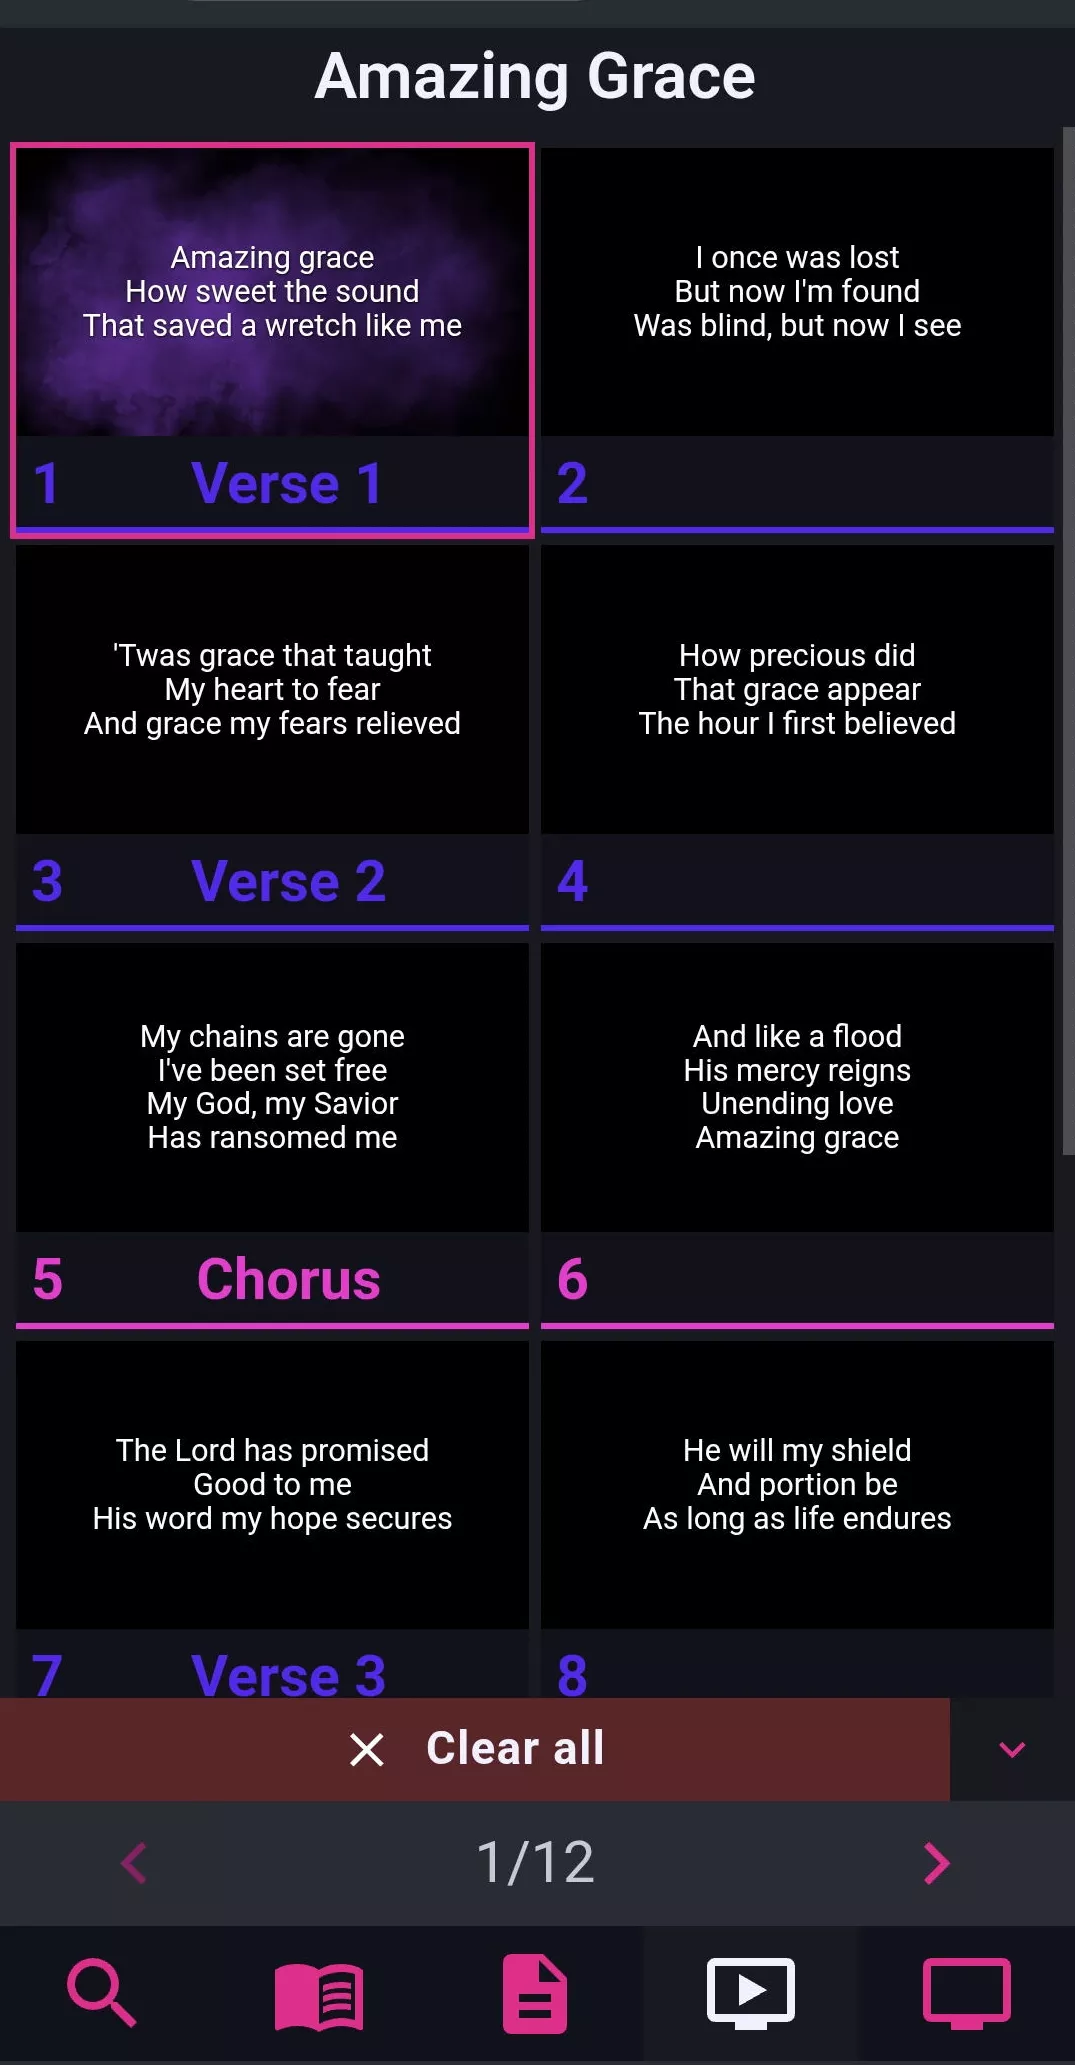 Amazing Grace
Amazing grace
How sweet the sound
That saved a wretch like me
1 Verse 1
I once was lost
But now I'm found
Was blind, but now I see
2
'Twas grace that taught
My heart to fear
And grace my fears relieved
3 Verse 2
How precious did
That grace appear
The hour I first believed
4
My chains are gone
I've been set free
My God, my Savior
Has ransomed me
5 Chorus
And like a flood
His mercy reigns
Unending love
Amazing grace
6
The Lord has promised
Good to me
His word my hope secures
7 Verse 3
He will my shield
And portion be
As long as life endures
8
Clear all
1/12